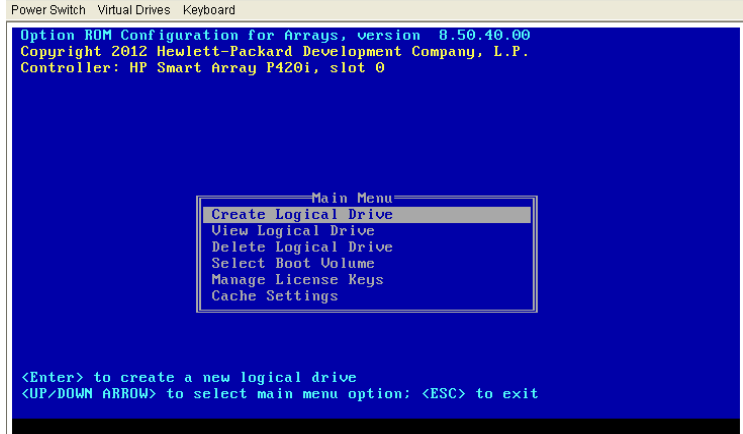 Power Switch Virtual Drives Keyboard
Option ROM Configuration for Arrays, version 8.50.40.00
Copyright 2012 Hewlett-Packard Development Company, L.P.
Controller: HP Smart Array P420i, slot 0
Main Menu
Create Logical Drive
View Logical Drive
Delete Logical Drive
Select Boot Volume
Manage License Keys
Cache Settings
<Enter> to create a new logical drive
<UP/DOWN ARROW> to select main menu option; <ESC> to exit